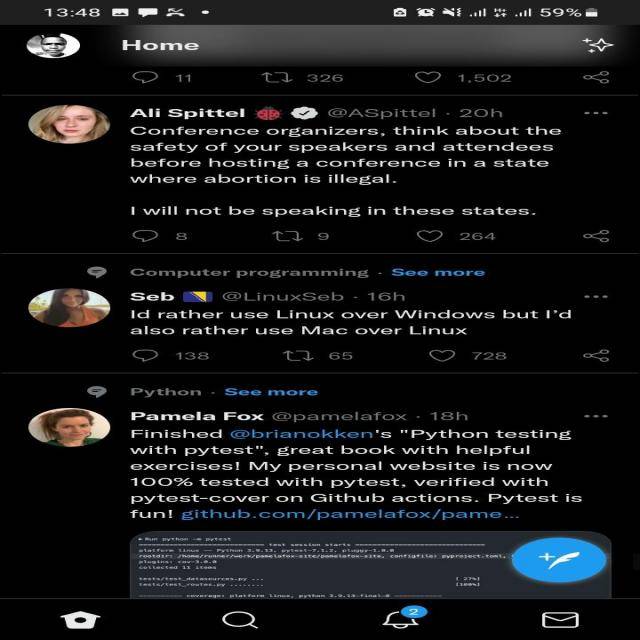 13:48
59%
Home
11 326 1,502
Ali Spittel @ASpittel · 20h
Conference organizers, think about the
safety of your speakers and attendees
before hosting a conference in a state
where abortion is illegal.
I will not be speaking in these states.
8 9 264
Computer programming · See more
Seb @LinuxSeb · 16h
Id rather use Linux over Windows but I'd
also rather use Mac over Linux
138 65 728
Python · See more
Pamela Fox @pamelafox · 18h
Finished @brianokken's "Python testing
with pytest", great book with helpful
exercises! My personal website is now
100% tested with pytest, verified with
pytest-cov​er on Github actions. Pytest is
fun! github.com/pamelafox/pame...
Run python -m pytest
test session starts
platform linux -- Python 3.9.13, pytest-7.1.2, pluggy-1.0.0
rootdir: /home/runner/work/pamelafox-site/pamelafox-site, configfile: pyproject.toml,
plugins: cov-3.0.0
collected 11 items
tests/test_datasources.py ... [ 27%]
tests/test_routes.py ........ [100%]
coverage: platform linux, python 3.9.13-final-0
2